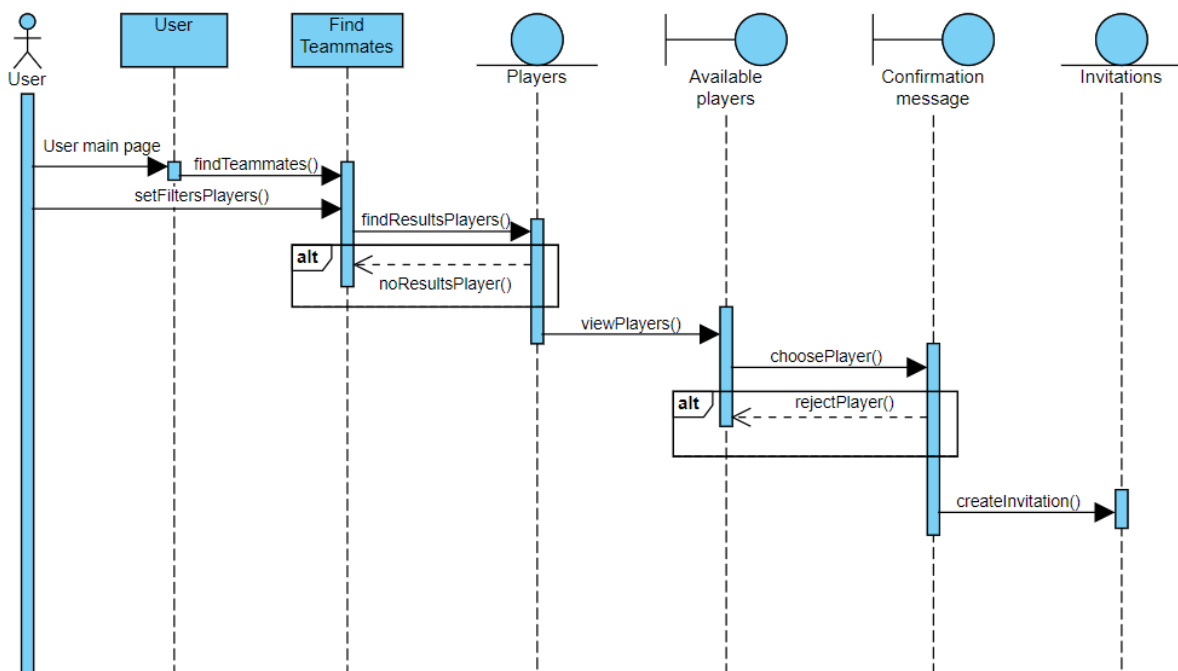 User
Find
Teammates
User
Players
Available
players
Confirmation
message
Invitations
User main page
findTeammates()
setFiltersPlayers()
findResultsPlayers()
alt
noResultsPlayer()
viewPlayers()
choosePlayer()
alt
rejectPlayer()
createInvitation()